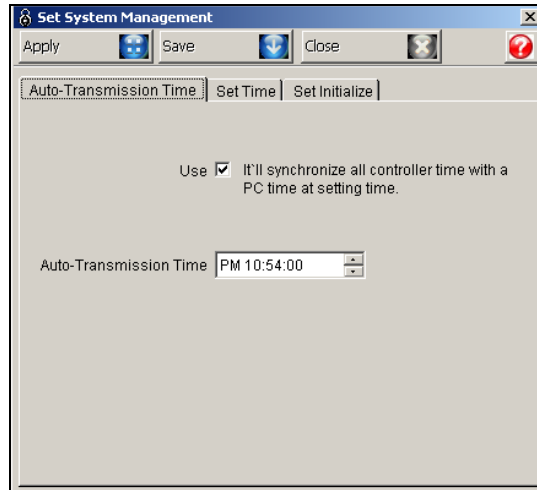 Set System Management
Apply Save Close
Auto-Transmission Time Set Time Set Initialize
Use It`ll synchronize all controller time with a
PC time at setting time.
Auto-Transmission Time PM 10:54:00